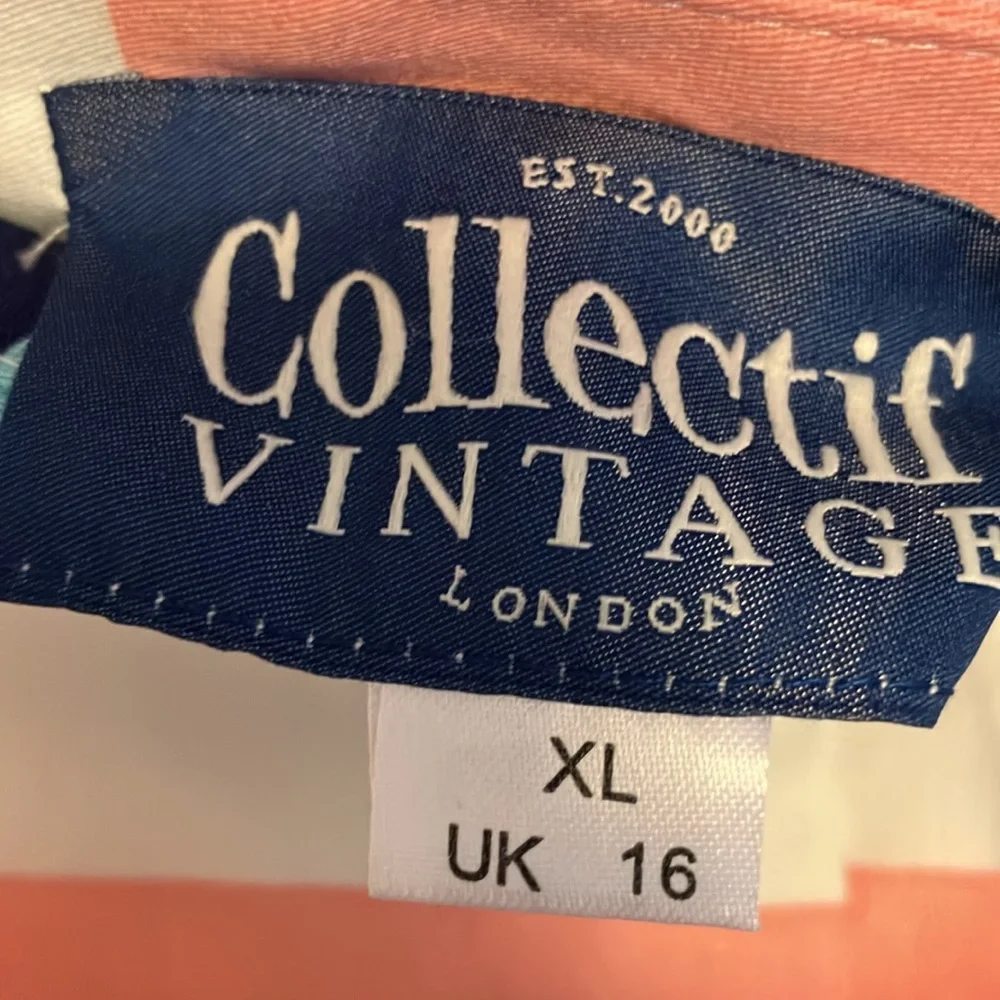 EST.2000
Collectif
VINTAGE
LONDON
XL
UK 16